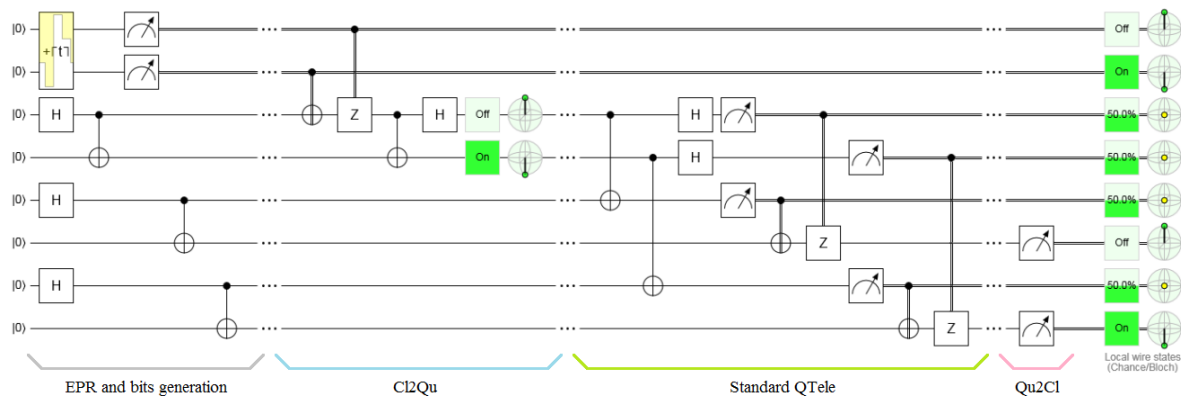 |0⟩ +⌈t⌉ ... ... ... Off
|0⟩ ... ... ... On
|0⟩ H ... Z H Off ... H ... 50.0%
|0⟩ ... On ... H ... 50.0%
|0⟩ H ... ... ... 50.0%
|0⟩ ... ... Z ... Off
|0⟩ H ... ... ... 50.0%
|0⟩ ... ... Z ... On
Local wire states
(Chance/Bloch)
EPR and bits generation Cl2Qu Standard QTele Qu2Cl